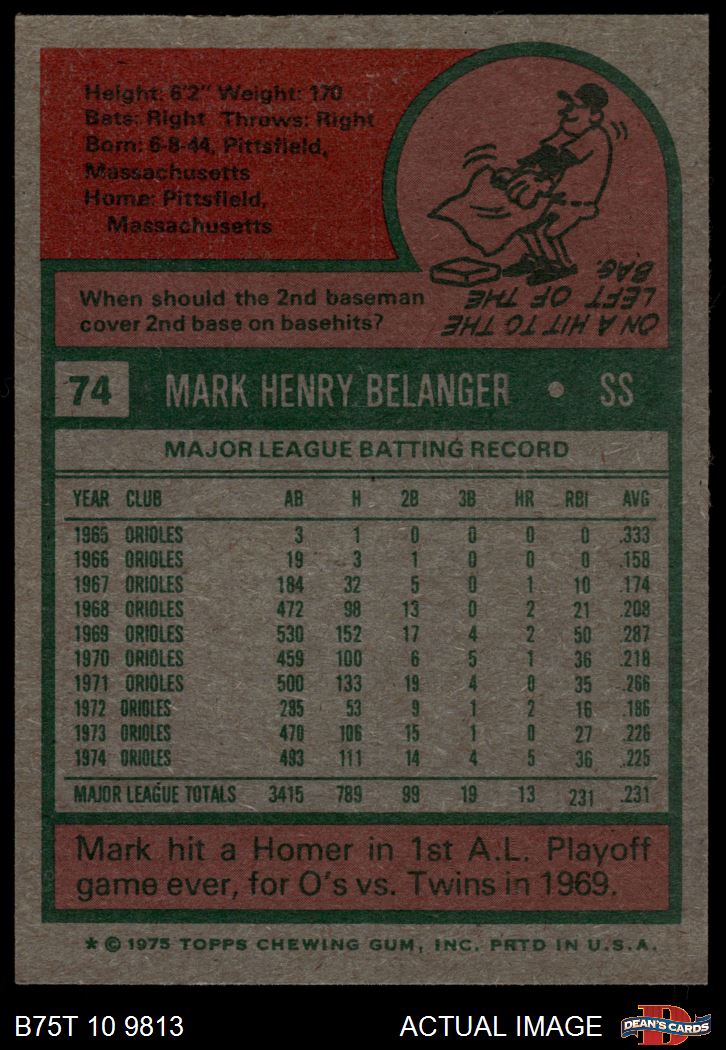 Height: 6'2" Weight: 170
Bats: Right Throws: Right
Born: 6-8-44, Pittsfield,
Massachusetts
Home: Pittsfield,
Massachusetts
When should the 2nd baseman
cover 2nd base on basehits?
ON A HIT TO THE
LEFT OF THE
BAG.
74 MARK HENRY BELANGER • SS
MAJOR LEAGUE BATTING RECORD
YEAR CLUB AB H 2B 3B HR RBI AVG
1965 ORIOLES 3 1 0 0 0 0 .333
1966 ORIOLES 19 3 1 0 0 0 .158
1967 ORIOLES 184 32 5 0 1 10 .174
1968 ORIOLES 472 98 13 0 2 21 .208
1969 ORIOLES 530 152 17 4 2 50 .287
1970 ORIOLES 459 100 6 5 1 36 .218
1971 ORIOLES 500 133 19 4 0 35 .266
1972 ORIOLES 285 53 9 1 2 16 .186
1973 ORIOLES 470 106 15 1 0 27 .226
1974 ORIOLES 493 111 14 4 5 36 .225
MAJOR LEAGUE TOTALS 3415 789 99 19 13 231 .231
Mark hit a Homer in 1st A.L. Playoff
game ever, for O's vs. Twins in 1969.
* © 1975 TOPPS CHEWING GUM, INC. PRTD IN U.S.A.
B75T 10 9813 ACTUAL IMAGE DEAN'S CARDS